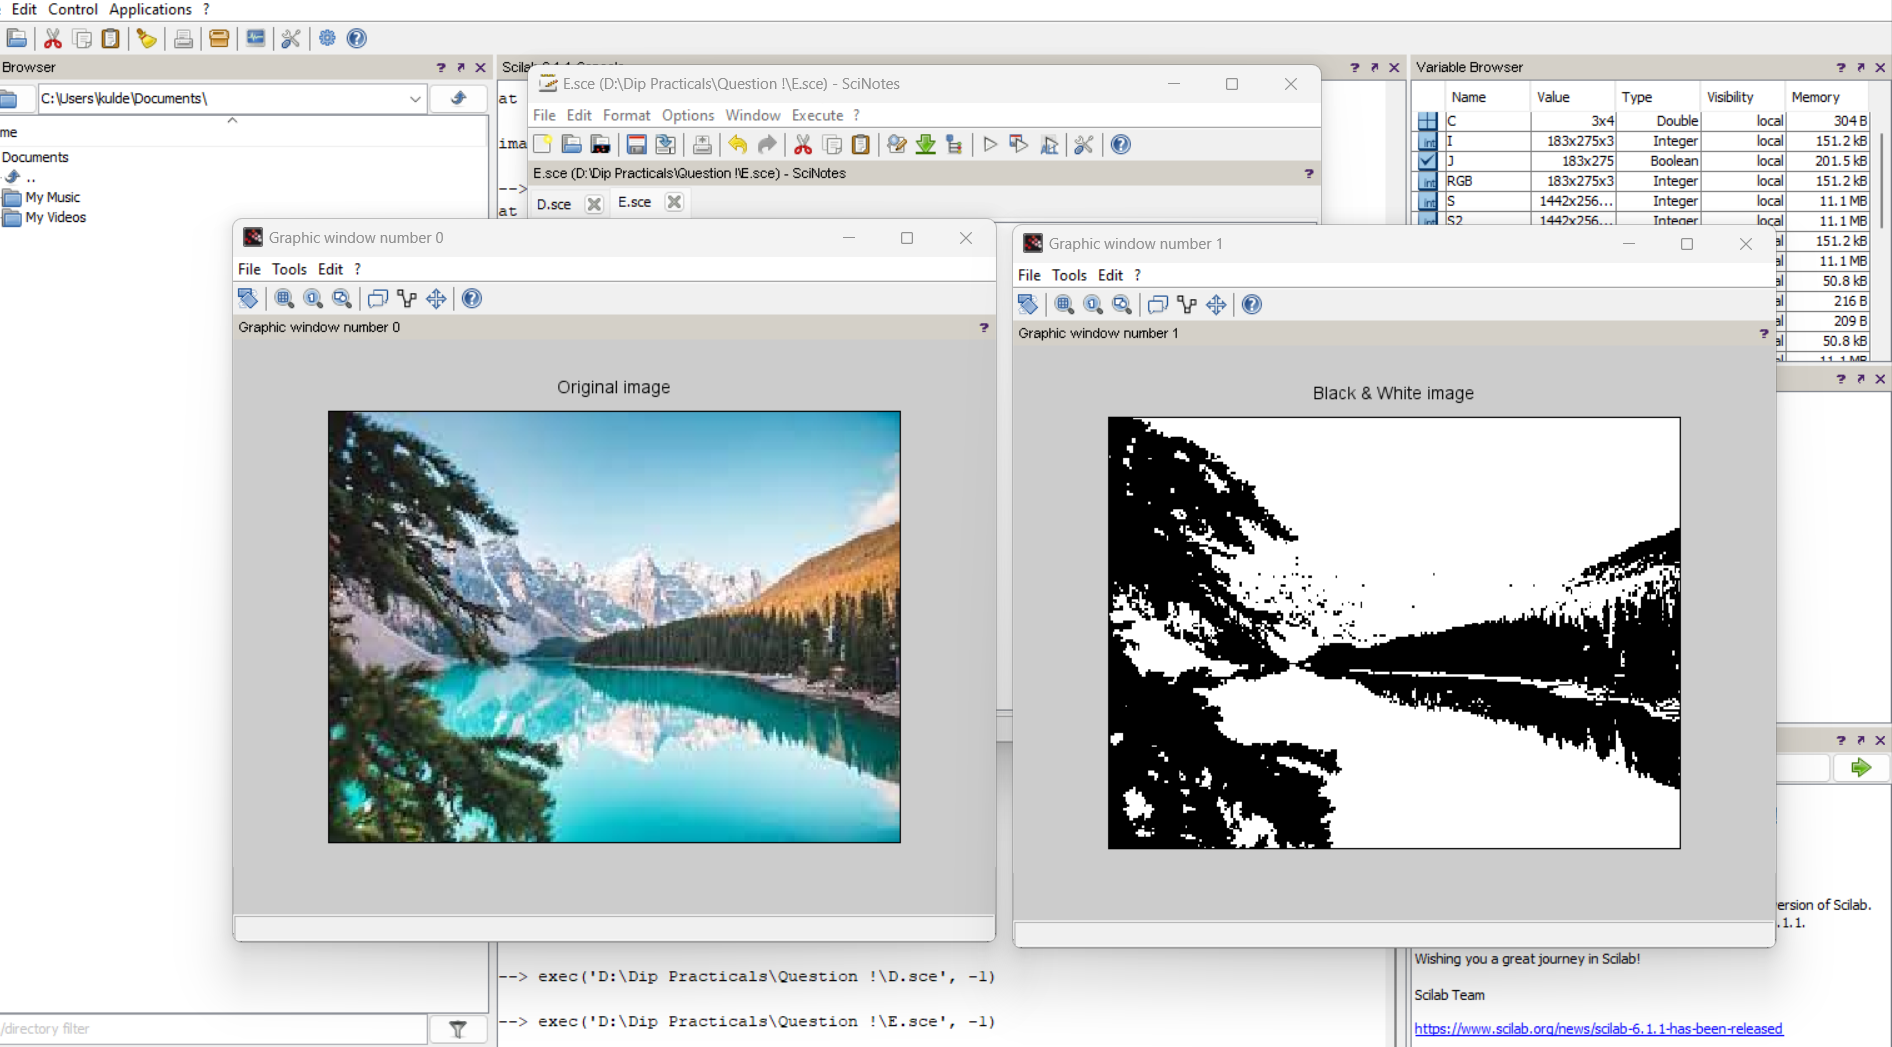 Edit Control Applications ?
Browser
C:\Users\kulde\Documents\
me
Documents
..
My Music
My Videos
/directory filter
at
ima
-->
at
E.sce (D:\Dip Practicals\Question !\E.sce) - SciNotes
File Edit Format Options Window Execute ?
E.sce (D:\Dip Practicals\Question !\E.sce) - SciNotes
D.sce E.sce
Graphic window number 0
File Tools Edit ?
Graphic window number 0
Original image
Graphic window number 1
File Tools Edit ?
Graphic window number 1
Black & White image
--> exec('D:\Dip Practicals\Question !\D.sce', -1)
--> exec('D:\Dip Practicals\Question !\E.sce', -1)
Variable Browser
Name Value Type Visibility Memory
C 3x4 Double local 304 B
I 183x275x3 Integer local 151.2 kB
J 183x275 Boolean local 201.5 kB
RGB 183x275x3 Integer local 151.2 kB
S 1442x256... Integer local 11.1 MB
S2 1442x256... Integer local 11.1 MB
151.2 kB
11.1 MB
50.8 kB
216 B
209 B
50.8 kB
11.1 MB
ersion of Scilab.
.1.1.
Wishing you a great journey in Scilab!
Scilab Team
https://www.scilab.org/news/scilab-6.1.1-has-been-released